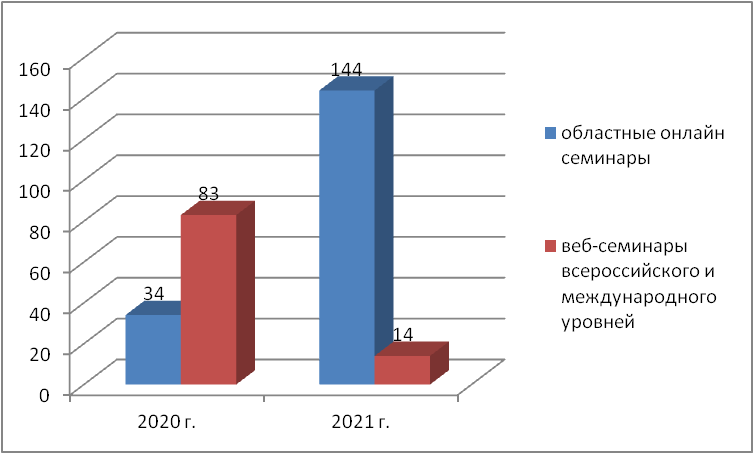 160
140
120
100
80
60
40
20
0
34
83
144
14
2020 г.
2021 г.
областные онлайн
семинары
веб-семинары
всероссийского и
международного
уровней